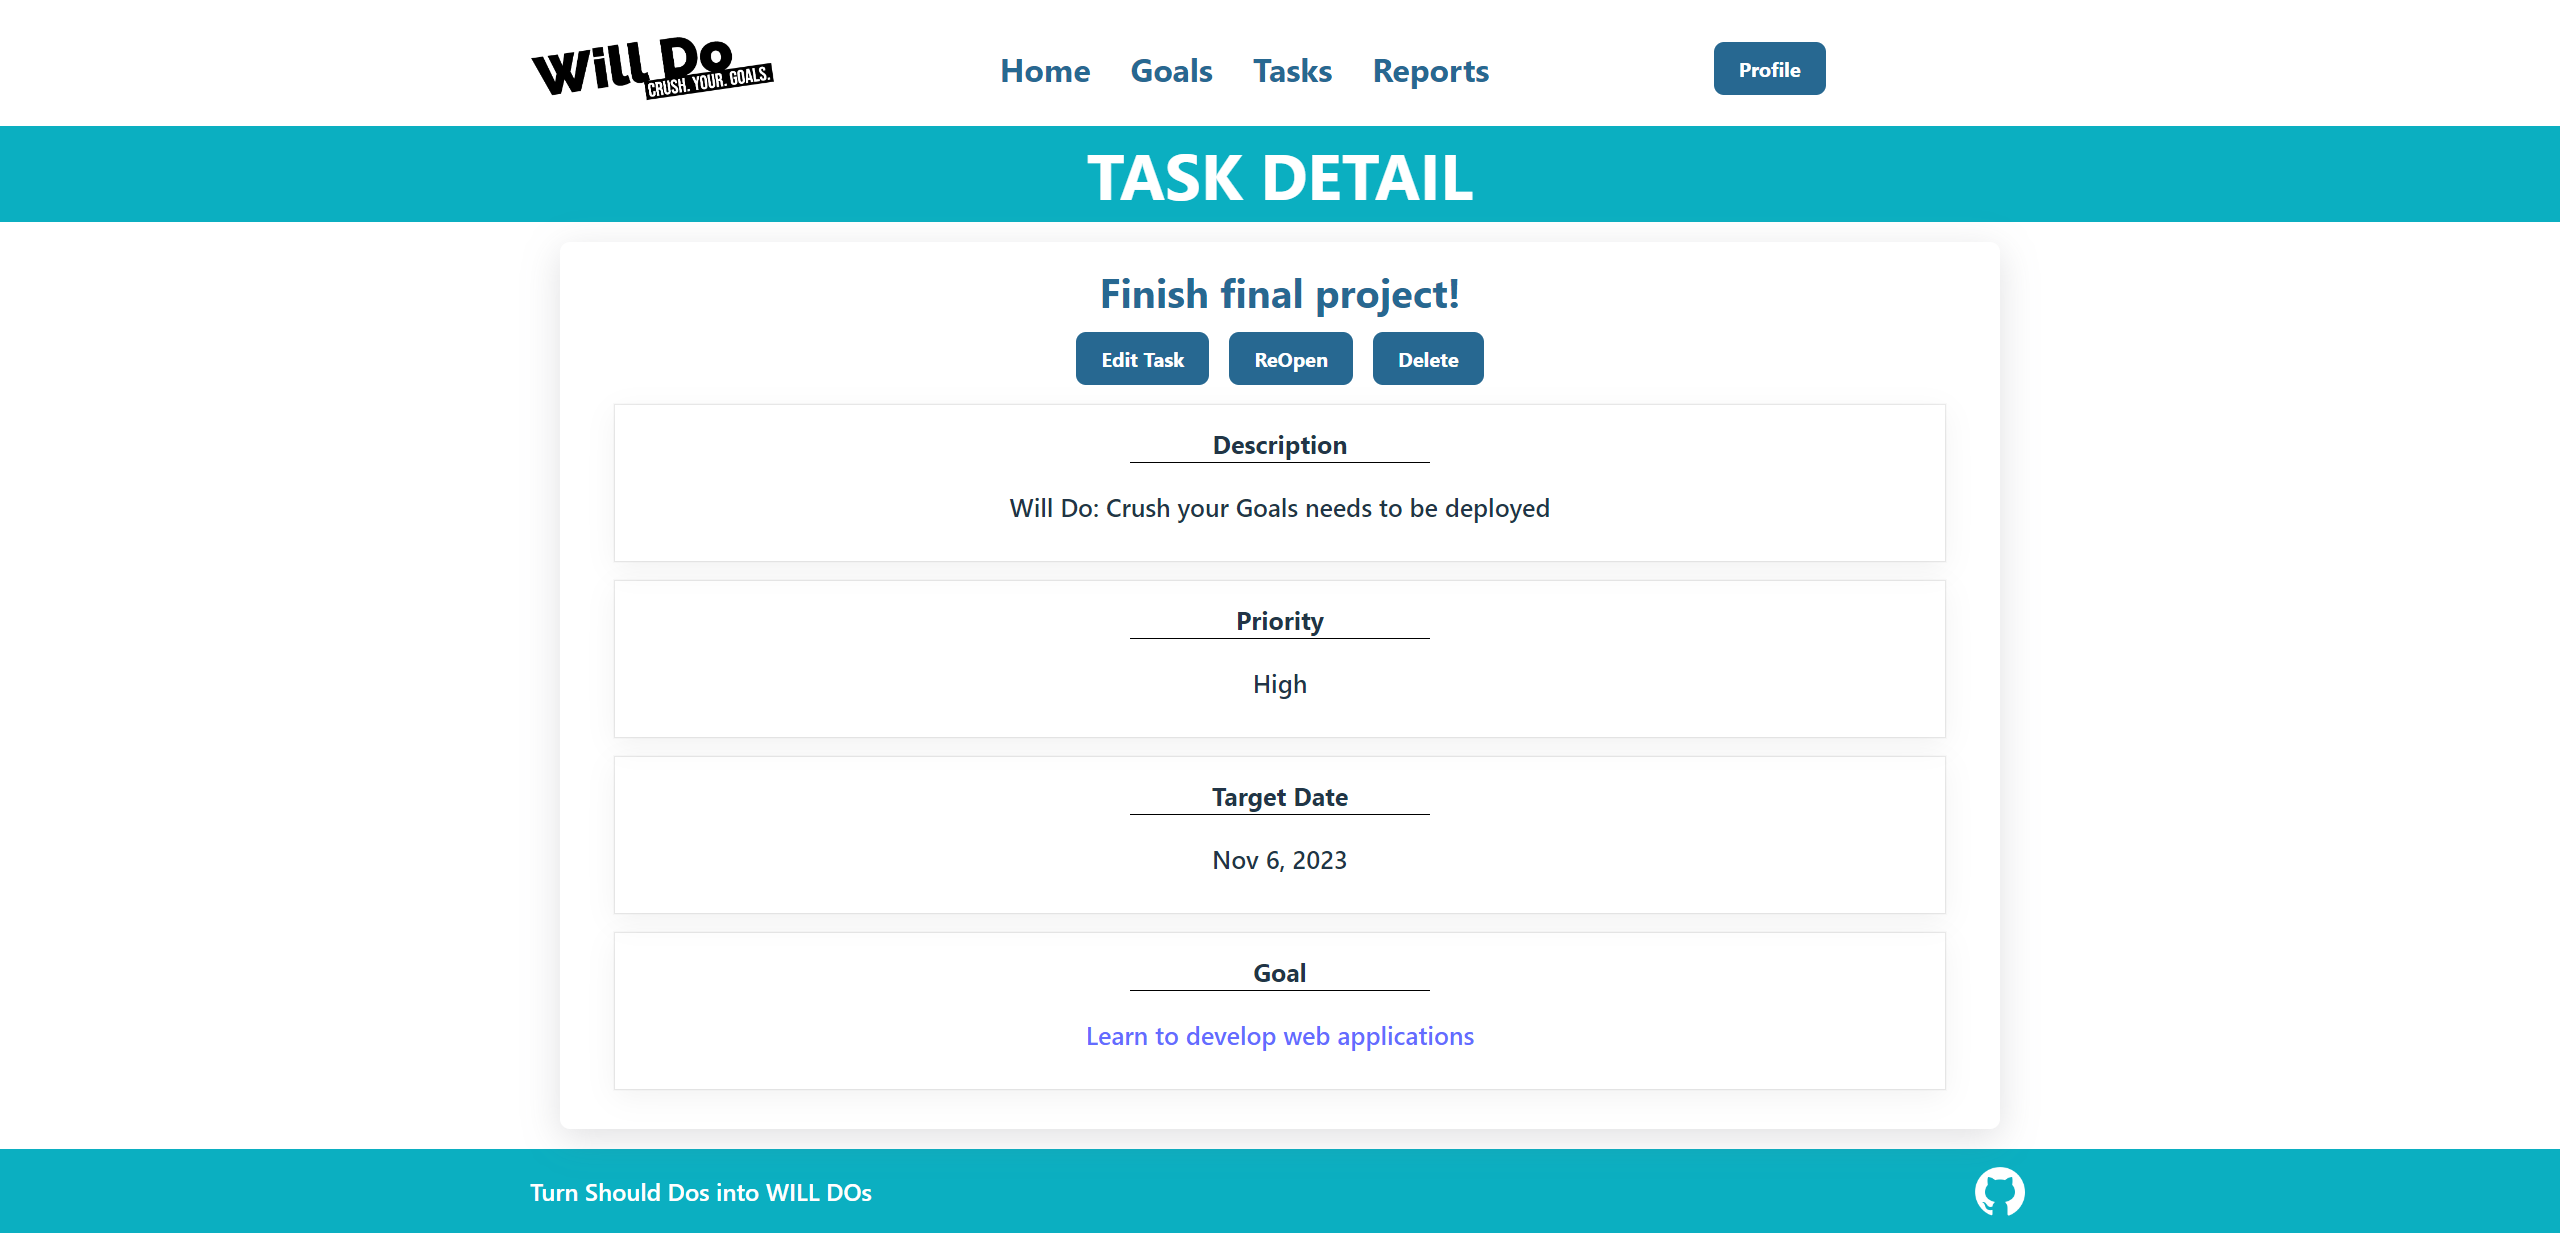 Will Do
CRUSH. YOUR. GOALS.
Home Goals Tasks Reports
Profile
TASK DETAIL
Finish final project!
Edit Task ReOpen Delete
Description
Will Do: Crush your Goals needs to be deployed
Priority
High
Target Date
Nov 6, 2023
Goal
Learn to develop web applications
Turn Should Dos into WILL DOs